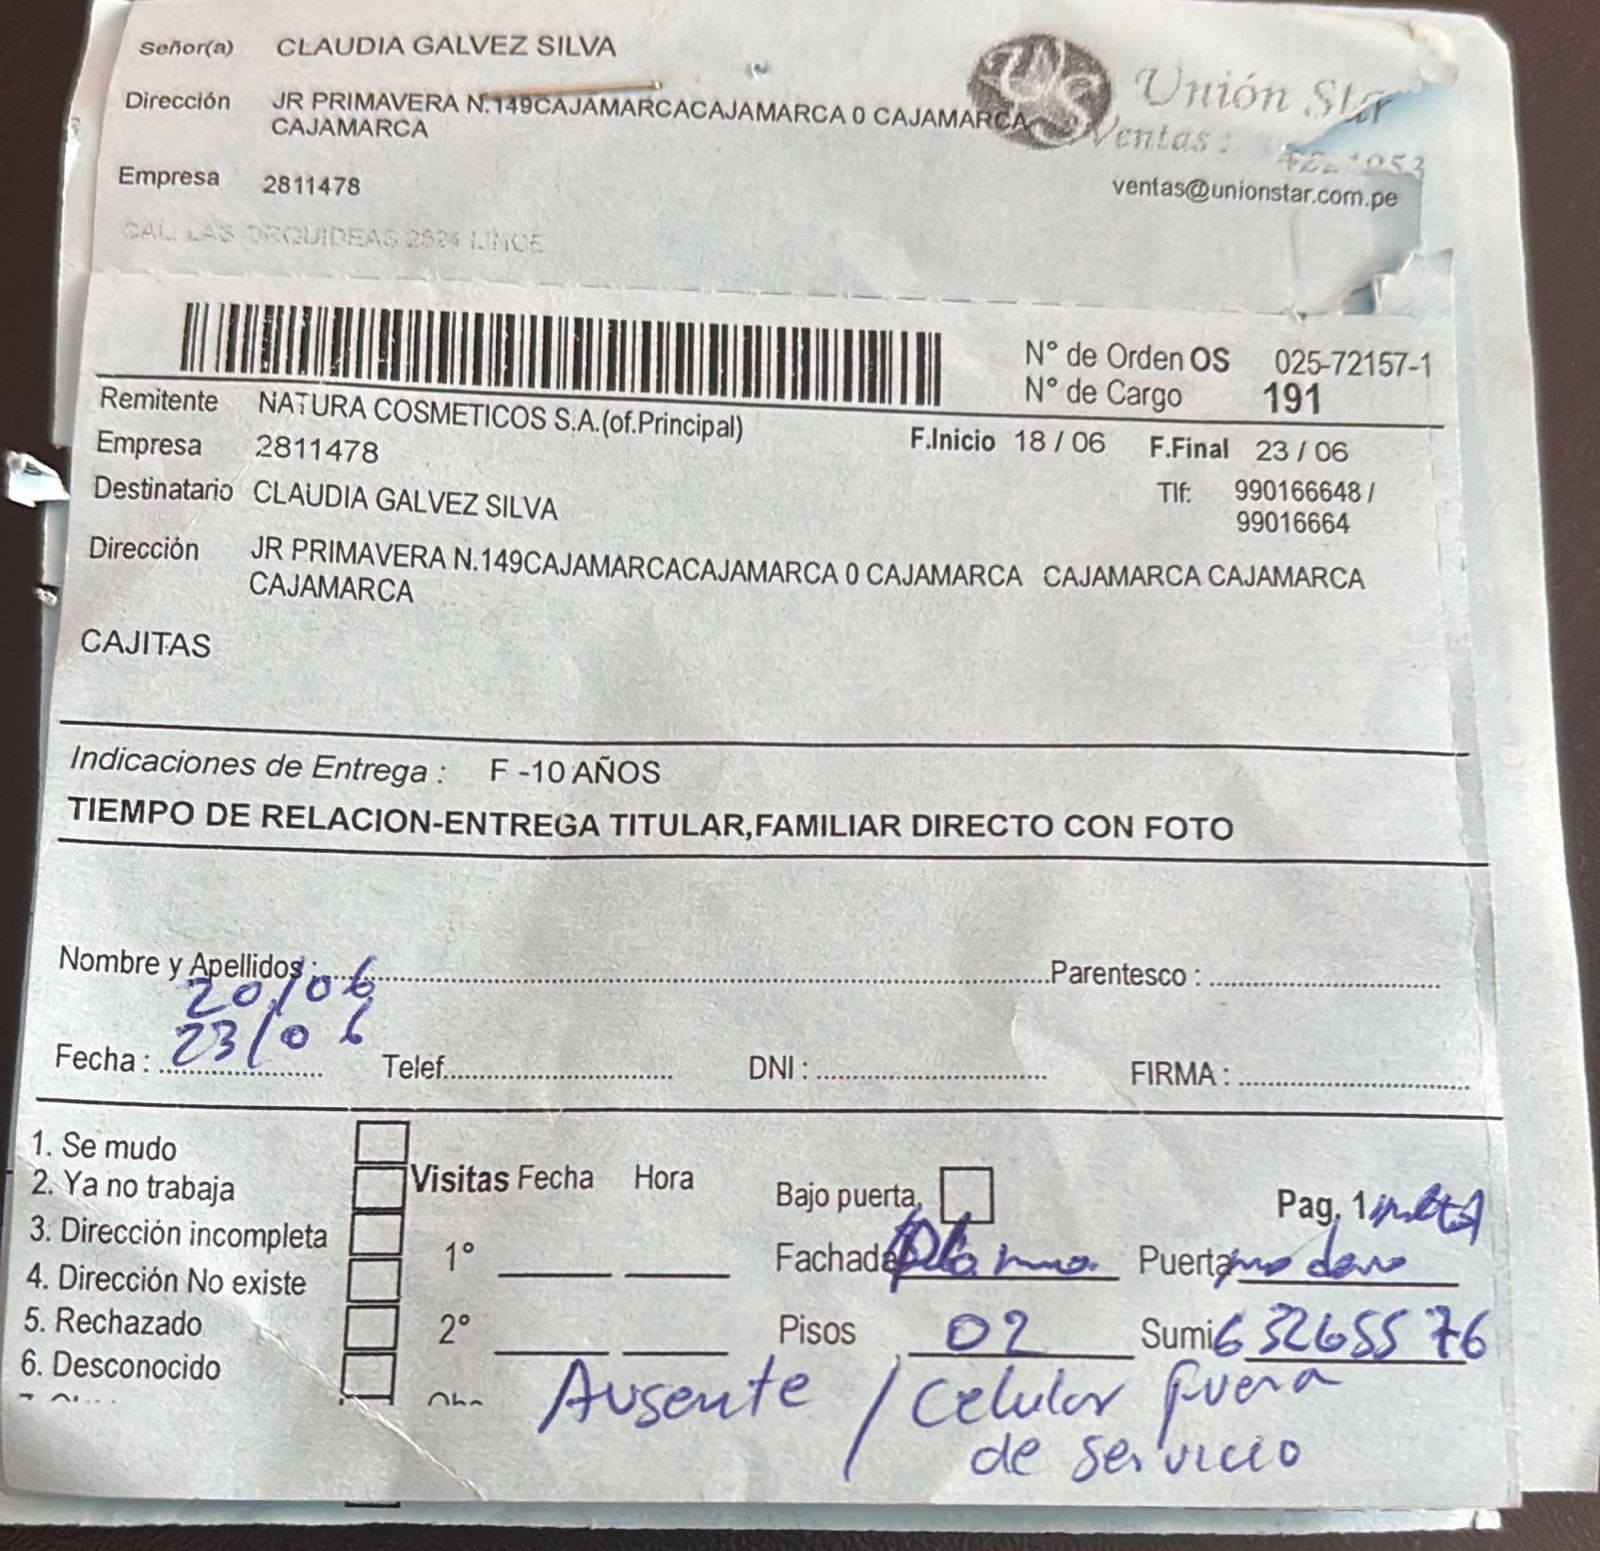 Señor(a) CLAUDIA GALVEZ SILVA
Dirección JR PRIMAVERA N.149CAJAMARCACAJAMARCA 0 CAJAMARCA
CAJAMARCA
Unión Star
Ventas:
ventas@unionstar.com.pe
Empresa 2811478
CAL. LAS ORQUIDEAS 2624 LINCE
N° de Orden OS 025-72157-1
N° de Cargo 191
Remitente NATURA COSMETICOS S.A.(of.Principal)
F.Inicio 18 / 06 F.Final 23 / 06
Empresa 2811478
Destinatario CLAUDIA GALVEZ SILVA
Tlf: 990166648 /
99016664
Dirección JR PRIMAVERA N.149CAJAMARCACAJAMARCA 0 CAJAMARCA CAJAMARCA CAJAMARCA
CAJAMARCA
CAJITAS
Indicaciones de Entrega : F -10 AÑOS
TIEMPO DE RELACION-ENTREGA TITULAR,FAMILIAR DIRECTO CON FOTO
Nombre y Apellidos : Parentesco :
20/06
23/06
Fecha : Telef. DNI : FIRMA :
1. Se mudo
2. Ya no trabaja
3. Dirección incompleta
4. Dirección No existe
5. Rechazado
6. Desconocido
Visitas Fecha Hora
1°
2°
Bajo puerta Pag. 1
Fachada Puerta
Pisos 02 Sumi 63265576
Ausente / Celular fuera
de servicio